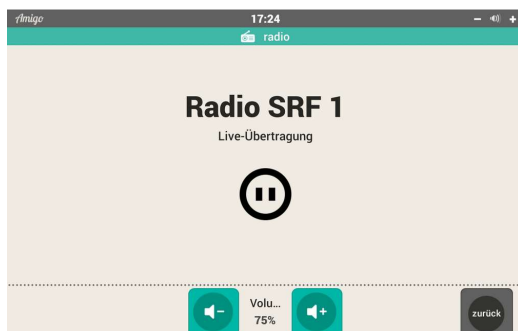 Amigo
17:24
radio
Radio SRF 1
Live-Übertragung
Volu...
75%
zurück